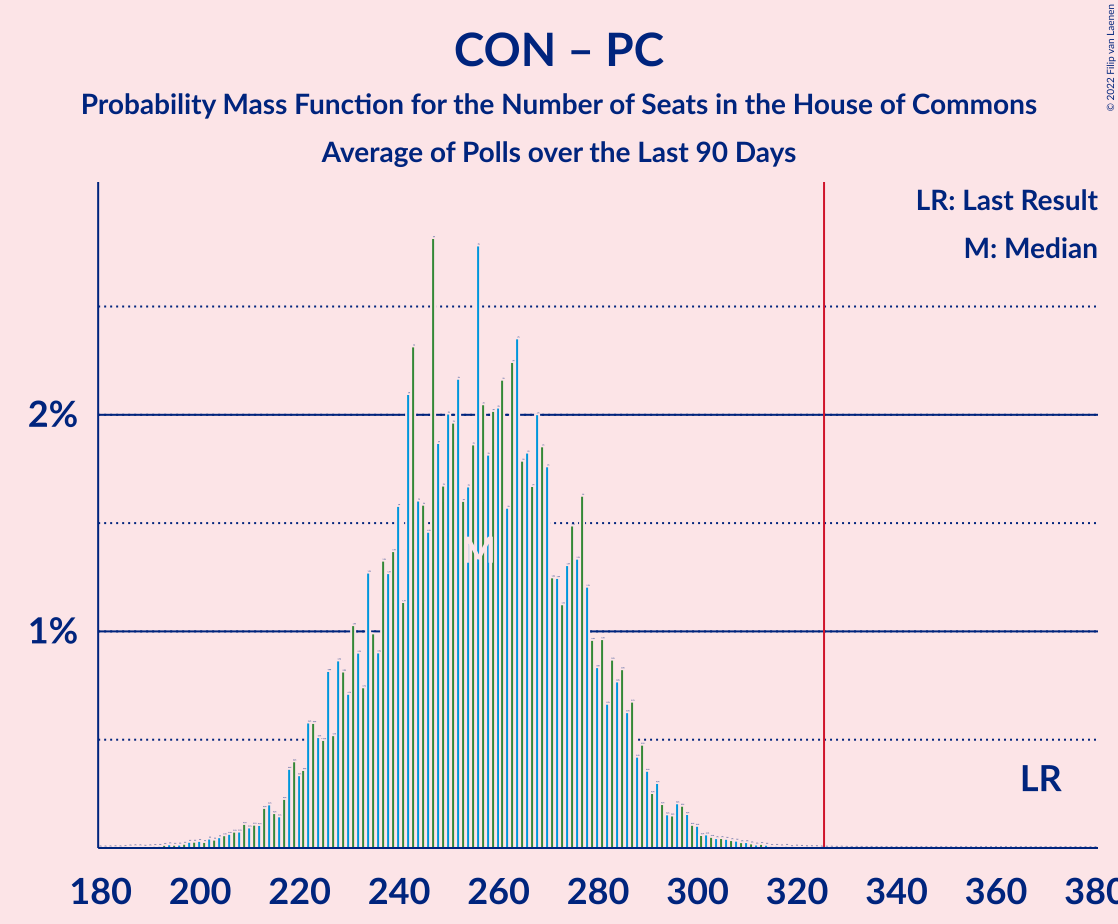 CON – PC
Probability Mass Function for the Number of Seats in the House of Commons
Average of Polls over the Last 90 Days
© 2022 Filip van Laenen
LR: Last Result
M: Median
2%
1%
M
LR
180 200 220 240 260 280 300 320 340 360 380